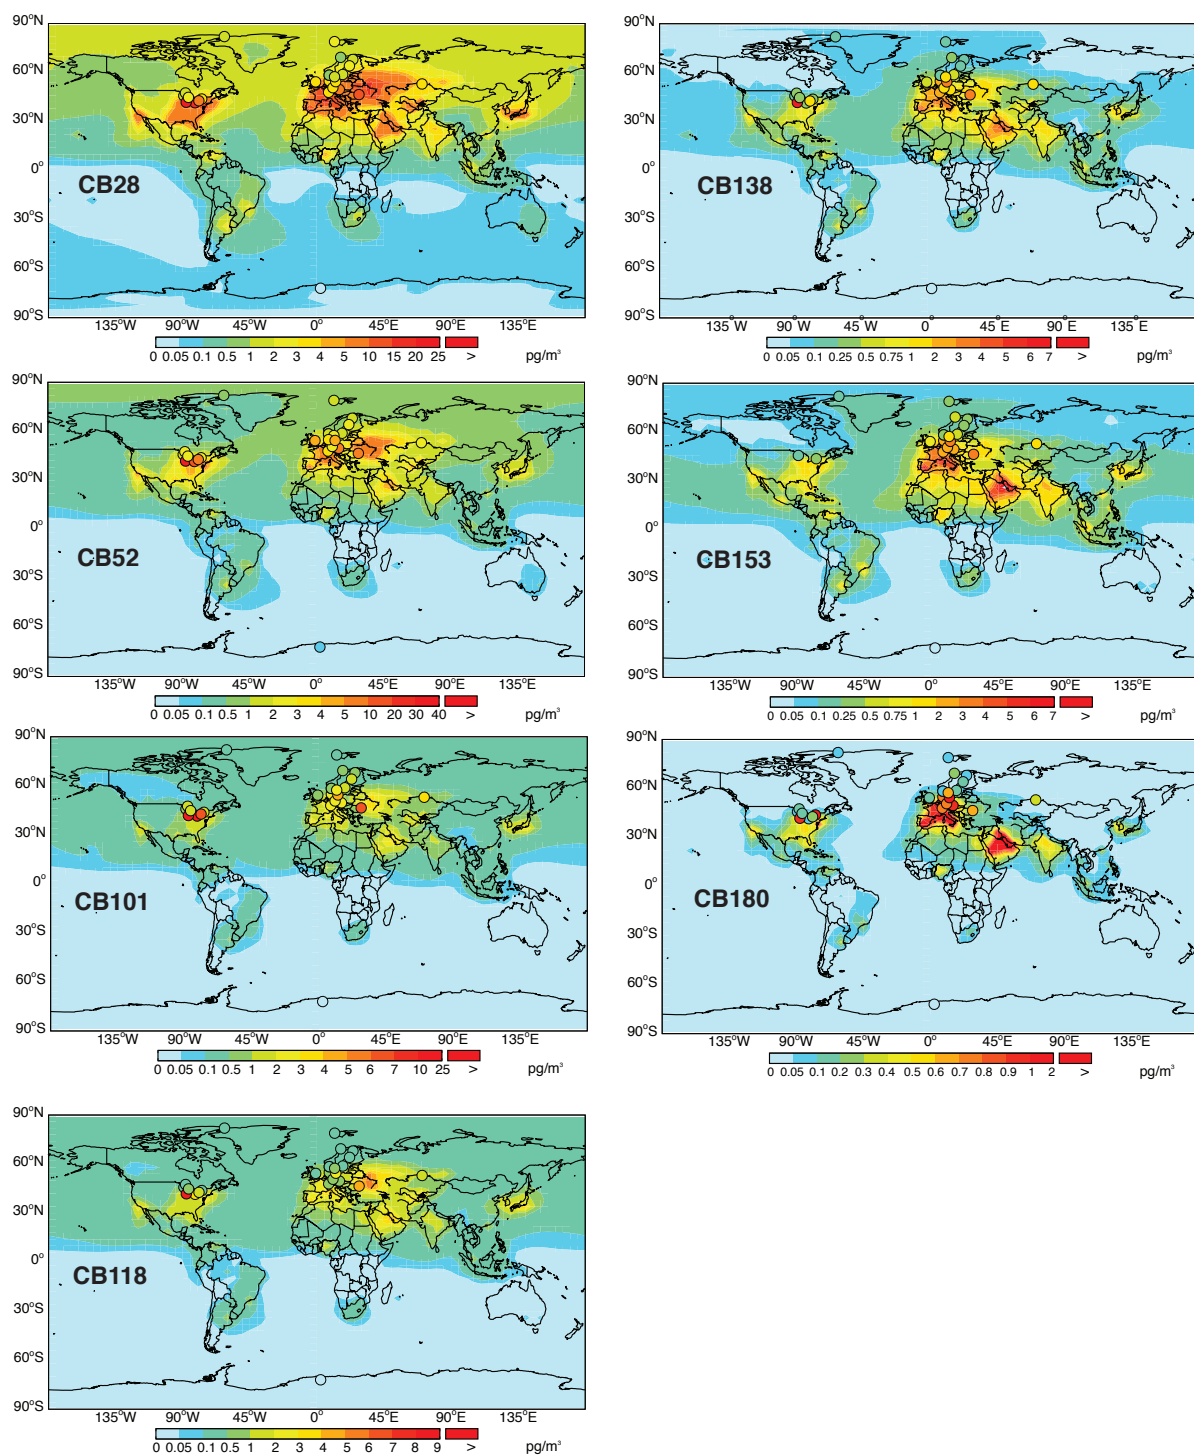 90°N
60°N
30°N
0°
30°S
60°S
90°S
CB28
135°W 90°W 45°W 0° 45°E 90°E 135°E
0 0.05 0.1 0.5 1 2 3 4 5 10 15 20 25 > pg/m³
90°N
60°N
30°N
0°
30°S
60°S
90°S
CB138
135°W 90°W 45°W 0° 45°E 90°E 135°E
0 0.05 0.1 0.25 0.5 0.75 1 2 3 4 5 6 7 > pg/m³
90°N
60°N
30°N
0°
30°S
60°S
90°S
CB52
135°W 90°W 45°W 0° 45°E 90°E 135°E
0 0.05 0.1 0.5 1 2 3 4 5 10 20 30 40 > pg/m³
90°N
60°N
30°N
0°
30°S
60°S
90°S
CB153
135°W 90°W 45°W 0° 45°E 90°E 135°E
0 0.05 0.1 0.25 0.5 0.75 1 2 3 4 5 6 7 > pg/m³
90°N
60°N
30°N
0°
30°S
60°S
90°S
CB101
135°W 90°W 45°W 0° 45°E 90°E 135°E
0 0.05 0.1 0.5 1 2 3 4 5 6 7 10 25 > pg/m³
90°N
60°N
30°N
0°
30°S
60°S
90°S
CB180
135°W 90°W 45°W 0° 45°E 90°E 135°E
0 0.05 0.1 0.2 0.3 0.4 0.5 0.6 0.7 0.8 0.9 1 2 > pg/m³
90°N
60°N
30°N
0°
30°S
60°S
90°S
CB118
135°W 90°W 45°W 0° 45°E 90°E 135°E
0 0.05 0.1 0.5 1 2 3 4 5 6 7 8 9 > pg/m³